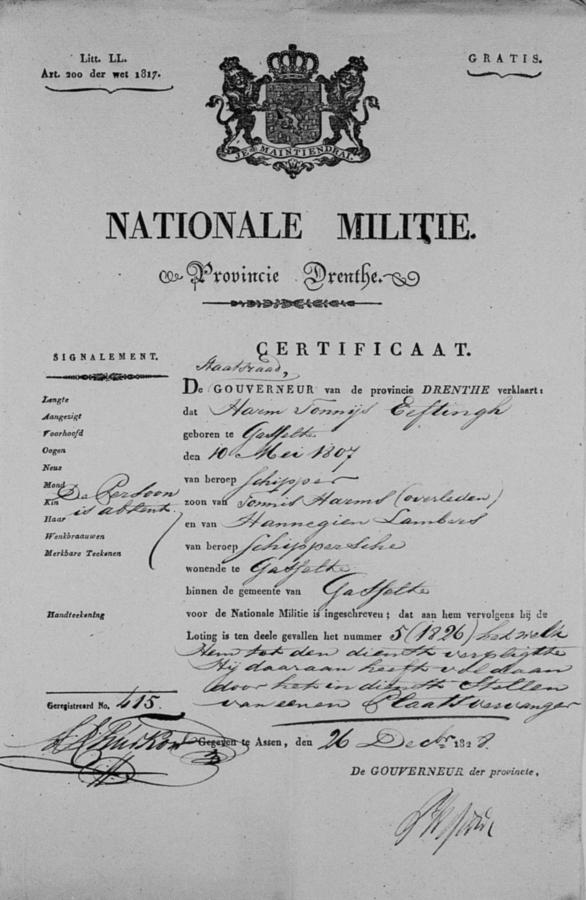 Litt. LL.
Art. 200 der wet 1817.
GRATIS.
JE MAINTIENDRAI.
NATIONALE MILITIE.
Provincie Drenthe.
SIGNALEMENT.
Lengte
Aangezigt
Voorhoofd
Oogen
Neus
Mond
Kin
Haar
Wenkbraauwen
Merkbare Teekenen
De Persoon
is absent.
Handteekening
Geregistreerd No. 415.
CERTIFICAAT.
Staatsraad,
De GOUVERNEUR van de provincie DRENTHE verklaart:
dat Harm Tonnijs Eeftingh
geboren te Gasselte
den 10 Mei 1807
van beroep Schipper
zoon van Tonnis Harms (overleden)
en van Hannegien Lambers
van beroep Schippersche
wonende te Gasselte
binnen de gemeente van Gasselte
voor de Nationale Militie is ingeschreven; dat aan hem vervolgens bij de
Loting is ten deele gevallen het nummer 5 (1826) het welk
Hem tot den dienst verpligtte
Hij daaraan heeft voldaan
door het in dienst Stellen
van eenen Plaatsvervanger
Gegeven te Assen, den 26 Decbr. 1828.
De GOUVERNEUR der provincie,